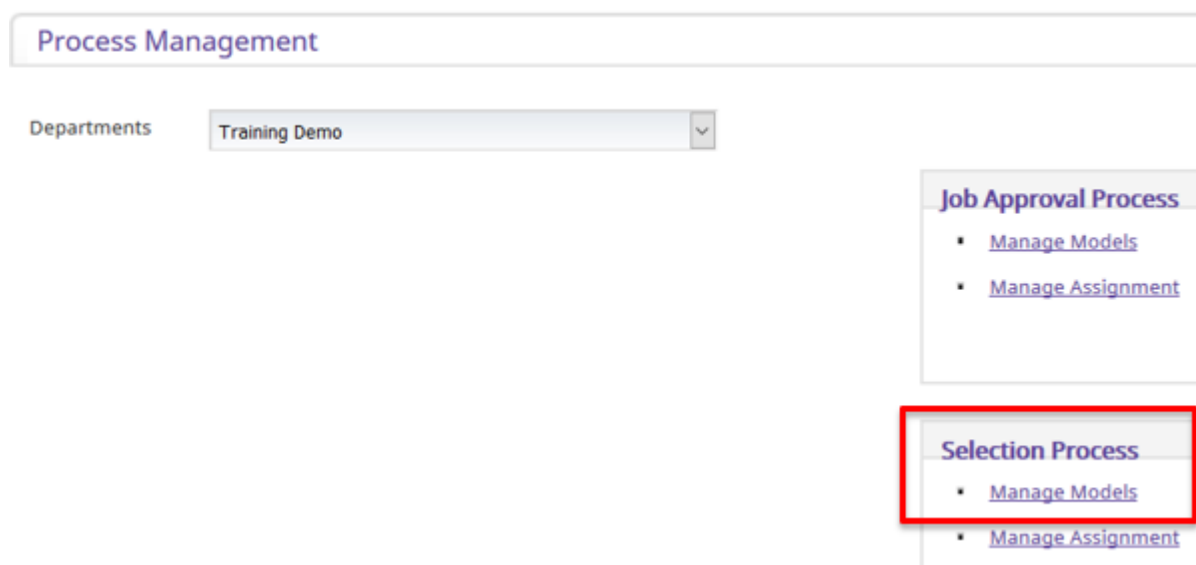 Process Management
Departments
Training Demo
Job Approval Process
Manage Models
Manage Assignment
Selection Process
Manage Models
Manage Assignment